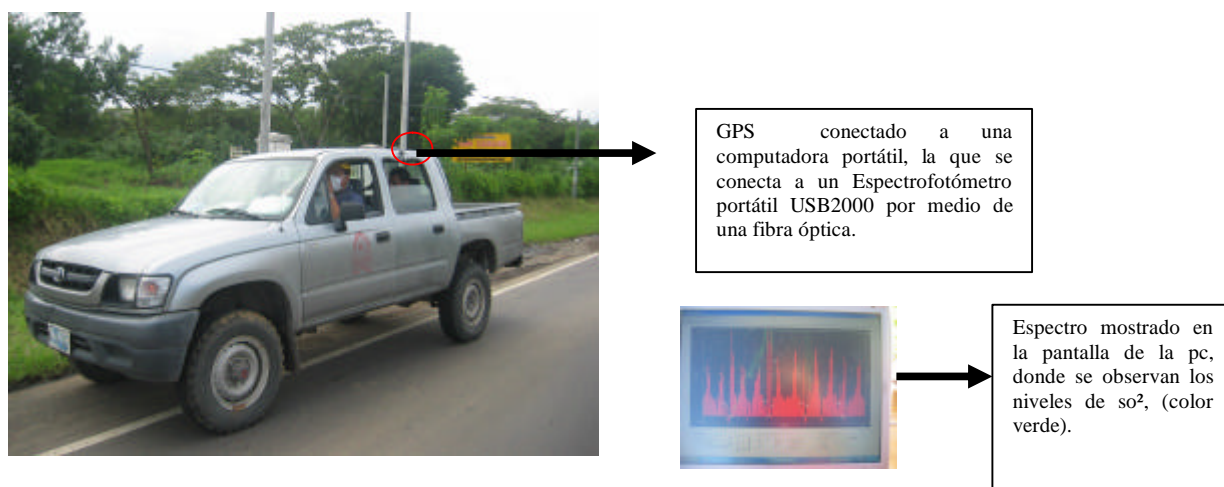 GPS conectado a una
computadora portátil, la que se
conecta a un Espectrofotómetro
portátil USB2000 por medio de
una fibra óptica.
Espectro mostrado en
la pantalla de la pc,
donde se observan los
niveles de so², (color
verde).